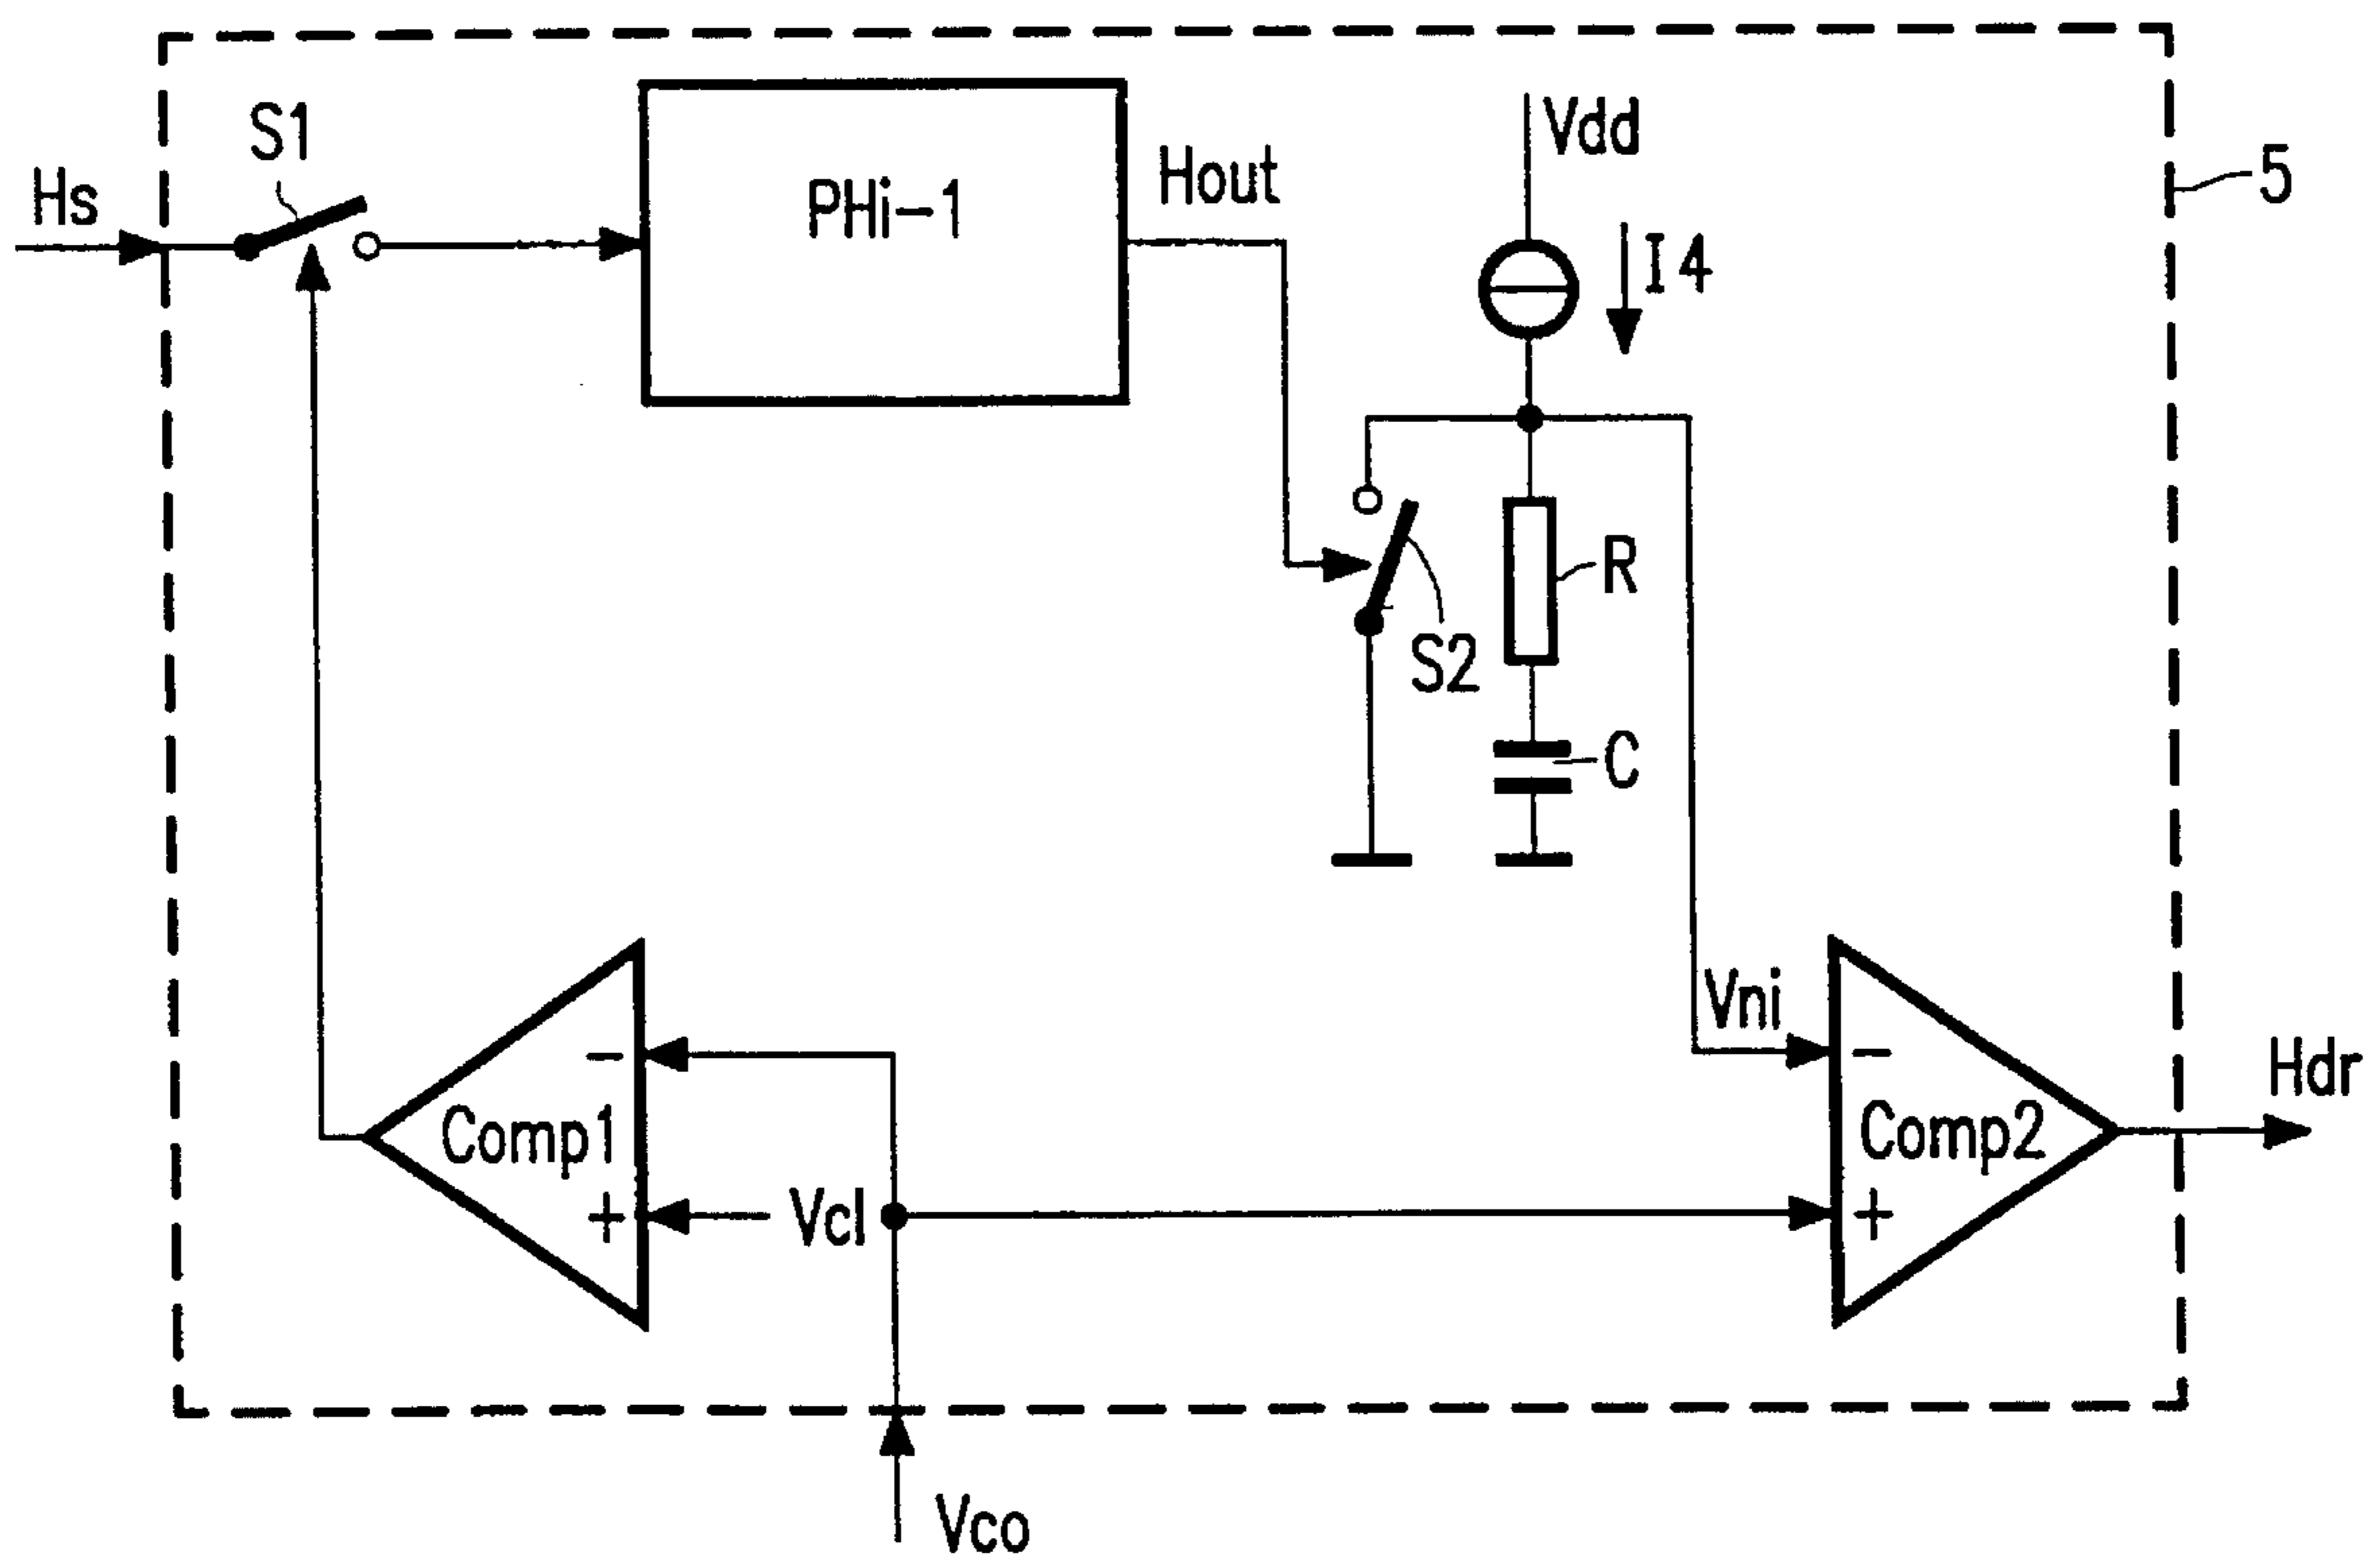 Hs
S1
PHi-1
Hout
Vdd
I4
5
R
S2
C
Vni
-
Comp1
+
Vcl
-
Comp2
+
Hdr
Vco